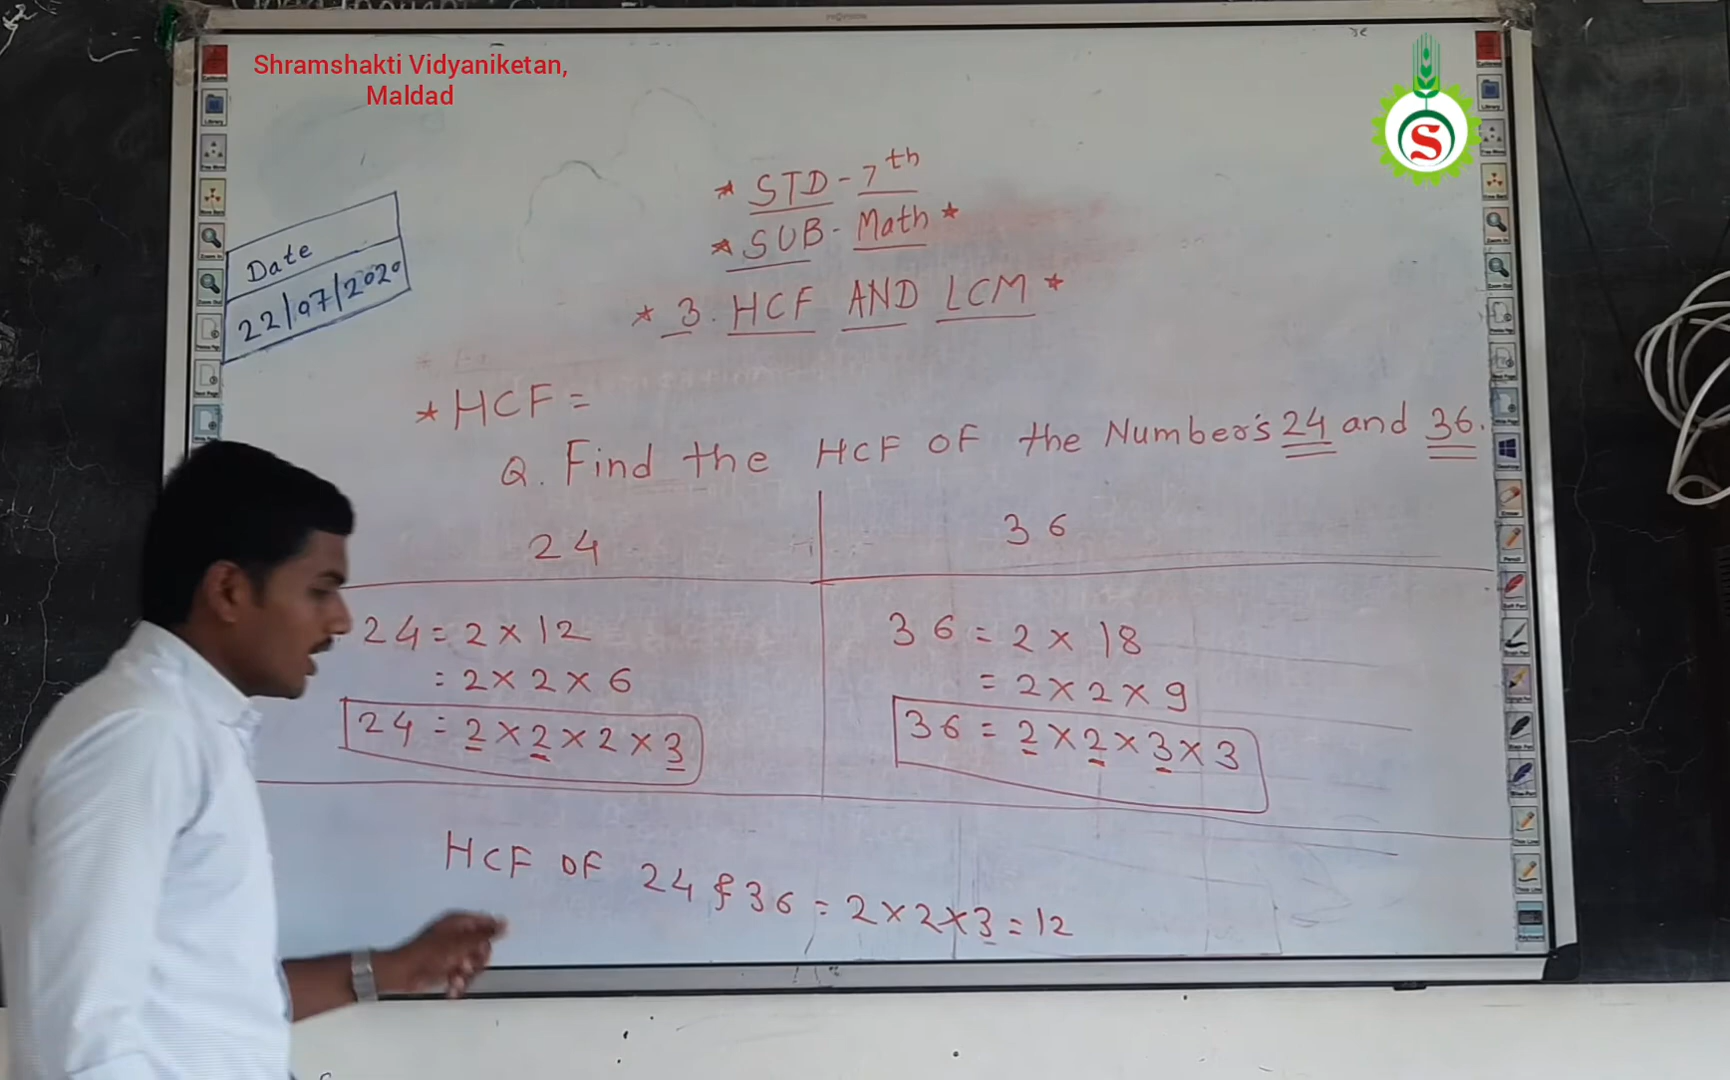 Shramshakti Vidyaniketan,
Maldad
S
Date
22/07/2020
* STD - 7th
* SUB - Math *
* 3. HCF AND LCM *
* HCF =
Q. Find the HCF OF the Number's 24 and 36.
24
36
24 = 2 × 12
= 2 × 2 × 6
24 = 2 × 2 × 2 × 3
36 = 2 × 18
= 2 × 2 × 9
36 = 2 × 2 × 3 × 3
HCF OF 24 & 36 = 2 × 2 × 3 = 12